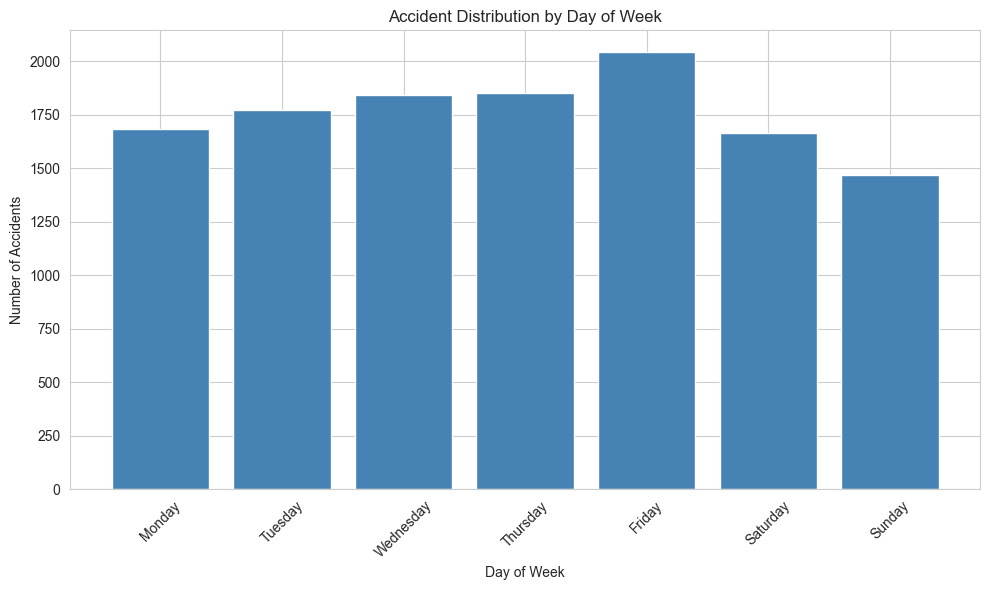 Accident Distribution by Day of Week
Number of Accidents
2000
1750
1500
1250
1000
750
500
250
0
Monday
Tuesday
Wednesday
Thursday
Friday
Saturday
Sunday
Day of Week